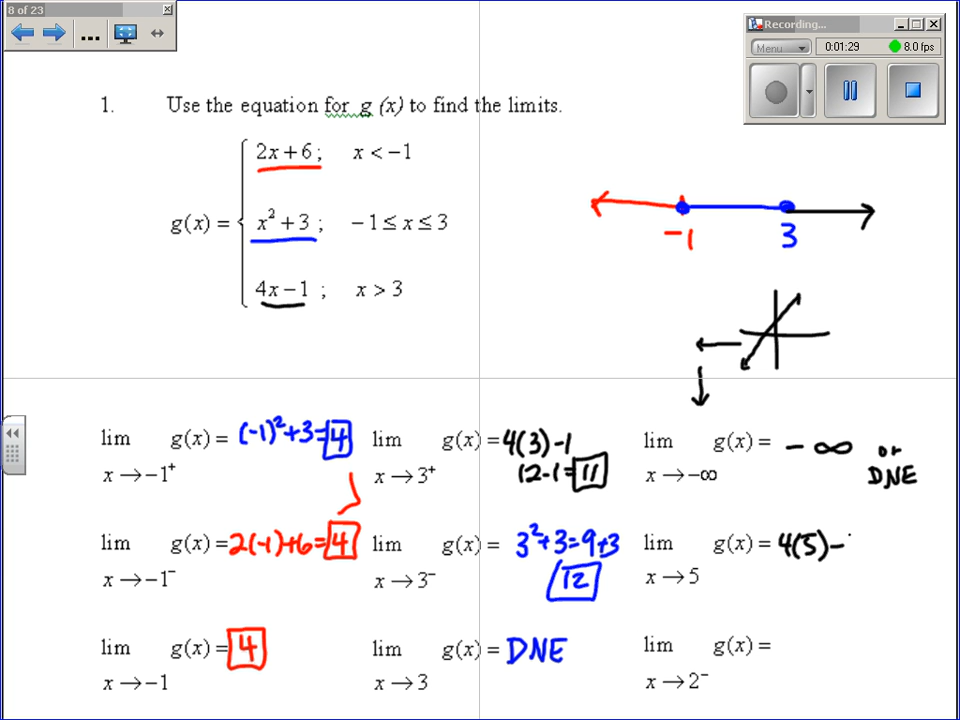 8 of 23
...
Recording...
Menu
0:01:29
8.0 fps
1. Use the equation for g (x) to find the limits.
2x + 6 ; x < −1
g(x) = x² + 3 ; −1 ≤ x ≤ 3
4x − 1 ; x > 3
-1 3
lim g(x) = (-1)²+3=4
x → −1⁺
lim g(x) = 4(3)-1
12-1=11
x → 3⁺
lim g(x) = -∞ or DNE
x → −∞
lim g(x) = 2(-1)+6=4
x → −1⁻
lim g(x) = 3²+3=9+3
12
x → 3⁻
lim g(x) = 4(5)-
x → 5
lim g(x) = 4
x → −1
lim g(x) = DNE
x → 3
lim g(x) =
x → 2⁻